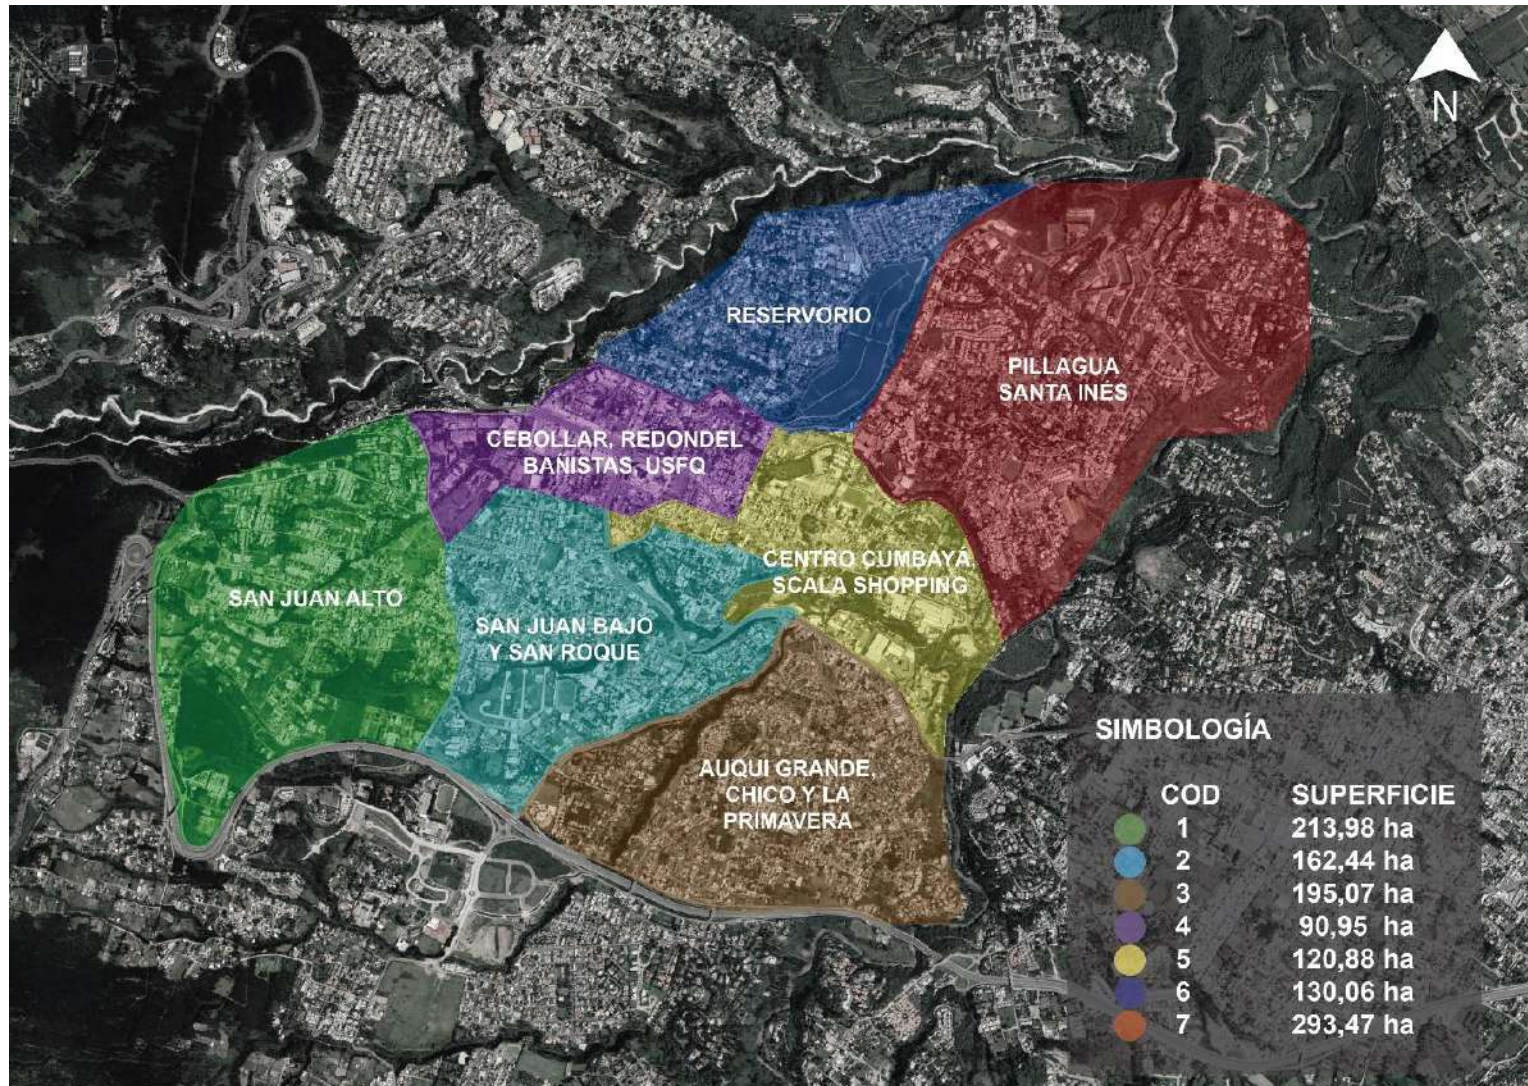 N
RESERVORIO
PILLAGUA
SANTA INÉS
CEBOLLAR, REDONDEL
BAÑISTAS, USFQ
CENTRO CUMBAYÁ
SCALA SHOPPING
SAN JUAN ALTO
SAN JUAN BAJO
Y SAN ROQUE
AUQUI GRANDE,
CHICO Y LA
PRIMAVERA
SIMBOLOGÍA
COD SUPERFICIE
1 213,98 ha
2 162,44 ha
3 195,07 ha
4 90,95 ha
5 120,88 ha
6 130,06 ha
7 293,47 ha